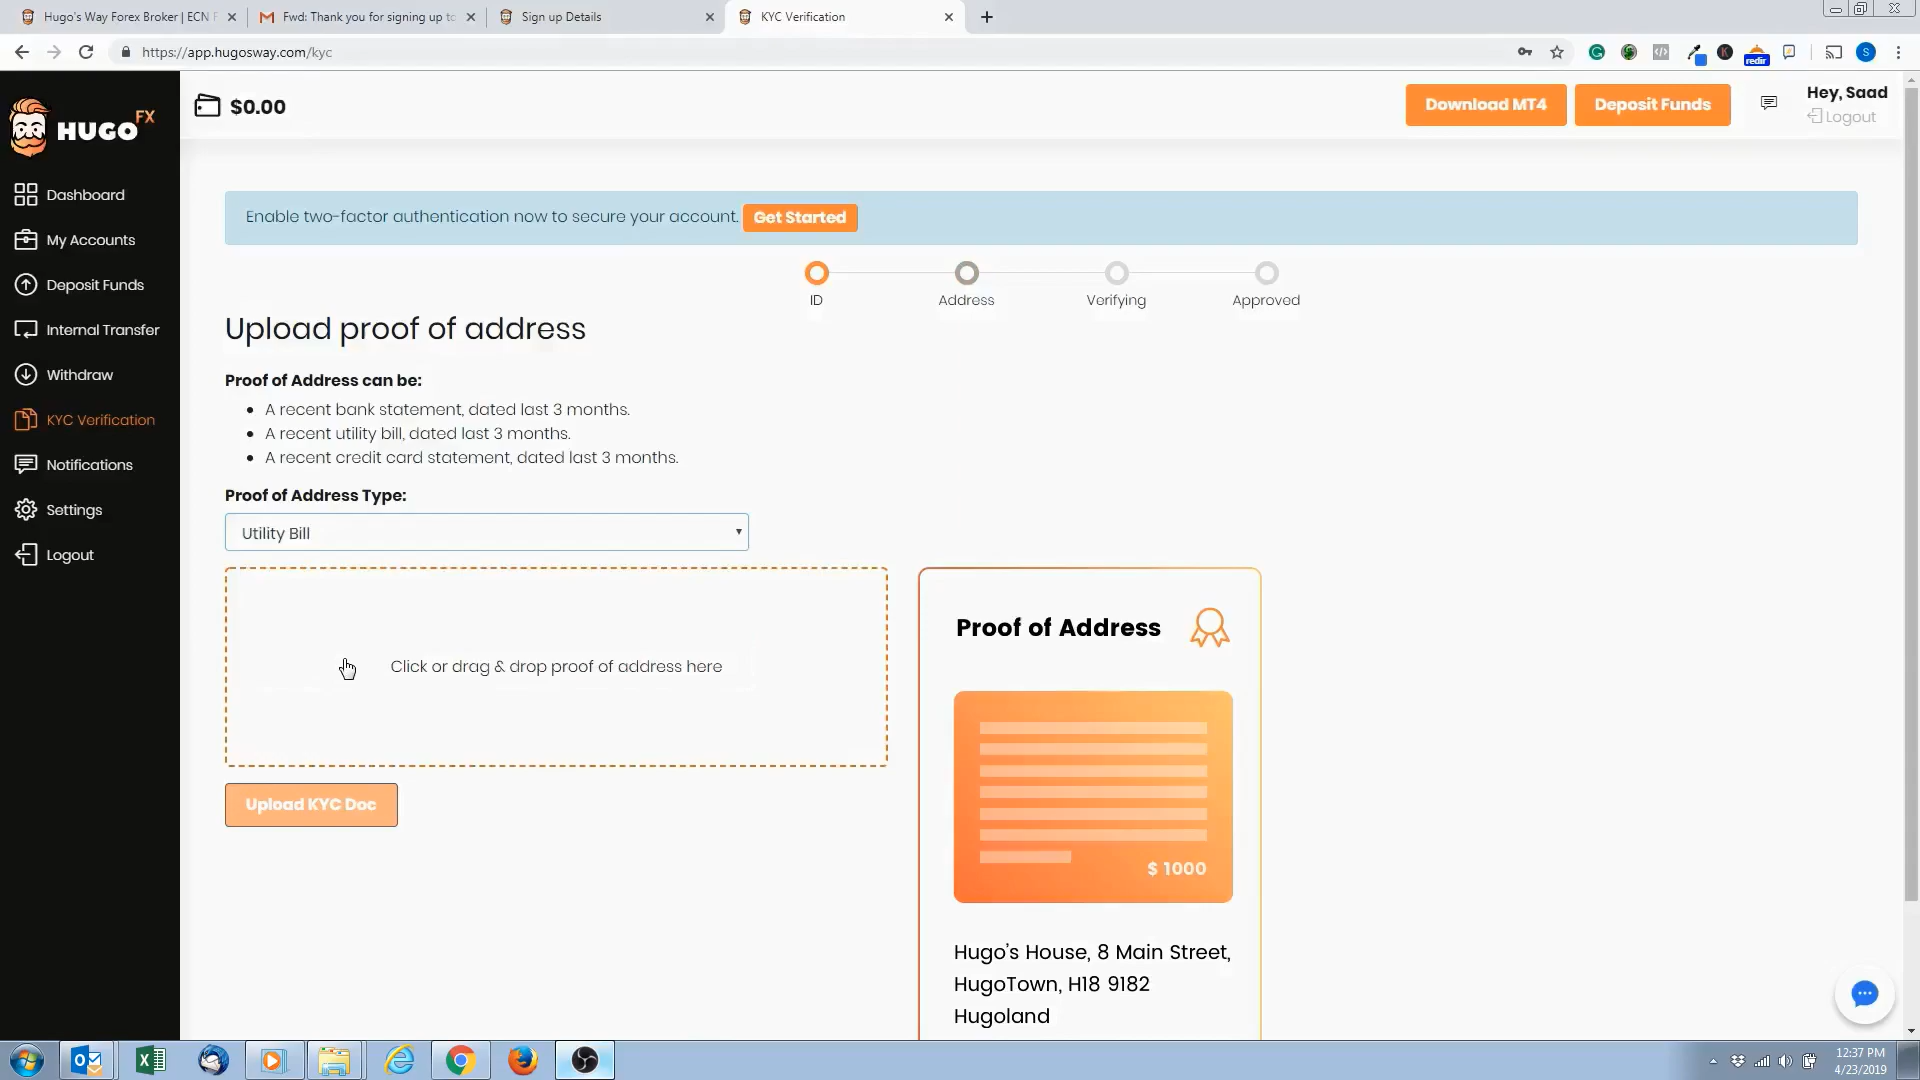 Hugo's Way Forex Broker | ECN F
Fwd: Thank you for signing up to
Sign up Details
KYC Verification
https://app.hugosway.com/kyc
redir
S
HUGO FX
$0.00
Download MT4
Deposit Funds
Hey, Saad
Logout
Dashboard
My Accounts
Deposit Funds
Internal Transfer
Withdraw
KYC Verification
Notifications
Settings
Logout
Enable two-factor authentication now to secure your account. Get Started
ID
Address
Verifying
Approved
Upload proof of address
Proof of Address can be:
A recent bank statement, dated last 3 months.
A recent utility bill, dated last 3 months.
A recent credit card statement, dated last 3 months.
Proof of Address Type:
Utility Bill
Click or drag & drop proof of address here
Upload KYC Doc
Proof of Address
$ 1000
Hugo's House, 8 Main Street,
HugoTown, H18 9182
Hugoland
12:37 PM
4/23/2019